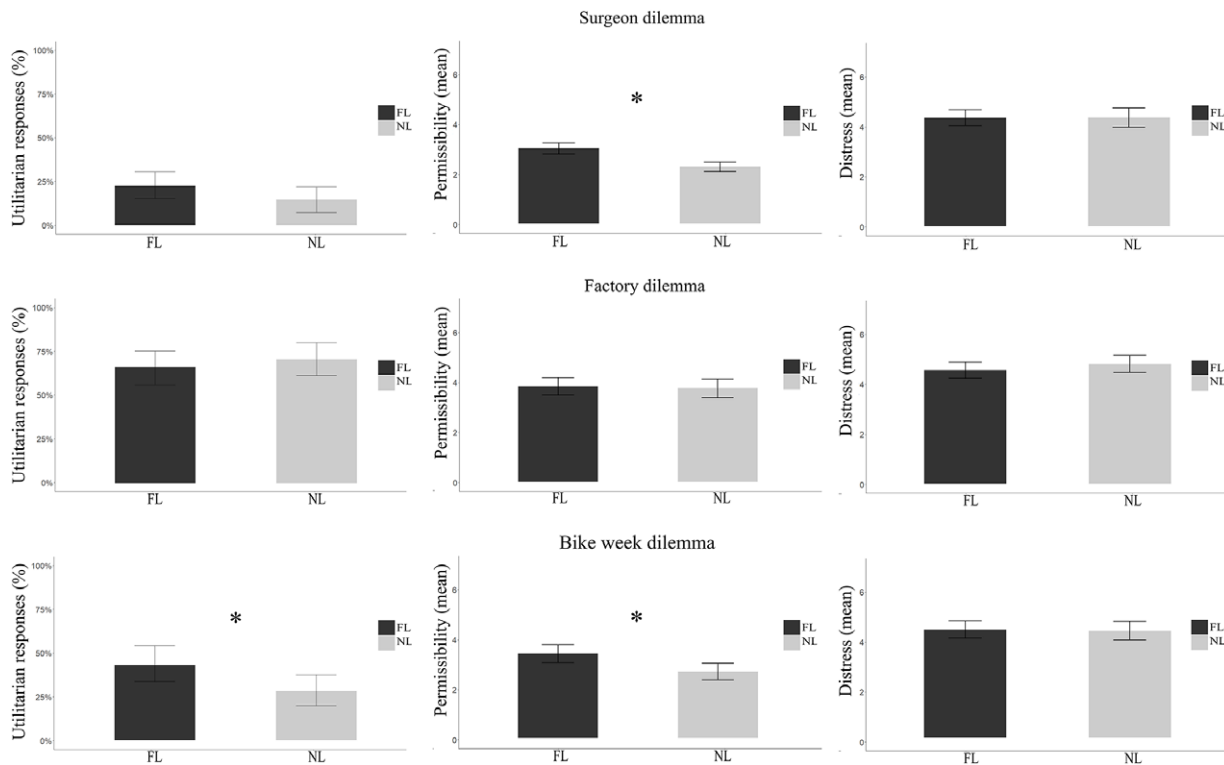 Surgeon dilemma
Utilitarian responses (%)
100%
75%
50%
25%
0%
FL
NL
FL
NL
Permissibility (mean)
6
4
2
0
*
FL
NL
FL
NL
Distress (mean)
6
4
2
0
FL
NL
FL
NL
Factory dilemma
Utilitarian responses (%)
100%
75%
50%
25%
0%
FL
NL
FL
NL
Permissibility (mean)
6
4
2
0
FL
NL
FL
NL
Distress (mean)
6
4
2
0
FL
NL
FL
NL
Bike week dilemma
Utilitarian responses (%)
100%
75%
50%
25%
0%
*
FL
NL
FL
NL
Permissibility (mean)
6
4
2
0
*
FL
NL
FL
NL
Distress (mean)
6
4
2
0
FL
NL
FL
NL